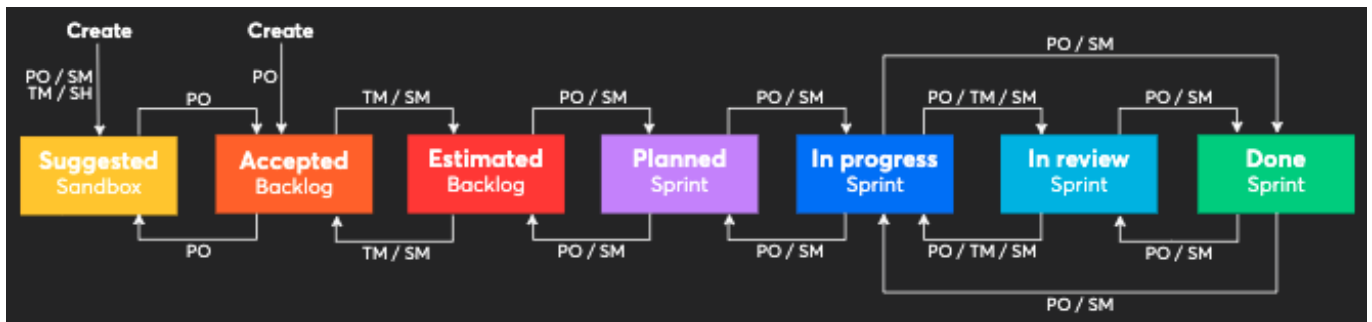 Create
Create
PO / SM
PO / SM
TM / SH
PO
PO
TM / SM
PO / SM
PO / SM
PO / TM / SM
PO / SM
Suggested
Sandbox
Accepted
Backlog
Estimated
Backlog
Planned
Sprint
In progress
Sprint
In review
Sprint
Done
Sprint
PO
TM / SM
PO / SM
PO / SM
PO / TM / SM
PO / SM
PO / SM